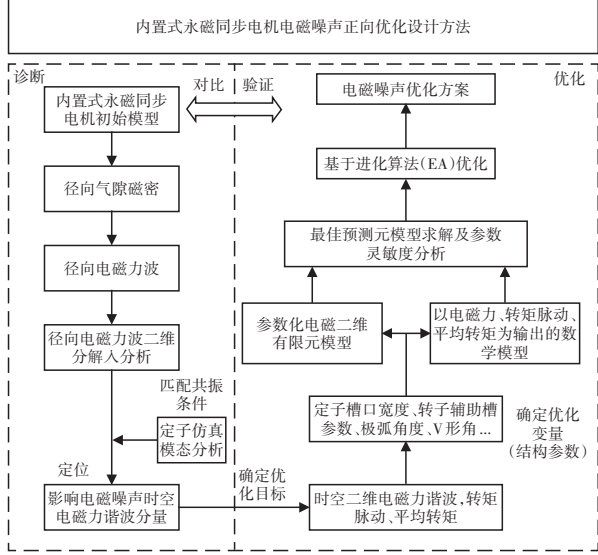 内置式永磁同步电机电磁噪声正向优化设计方法
诊断
对比
验证
优化
内置式永磁同步
电机初始模型
径向气隙磁密
径向电磁力波
径向电磁力波二维
分解入分析
匹配共振
条件
定子仿真
模态分析
定位
影响电磁噪声时空
电磁力谐波分量
确定优
化目标
电磁噪声优化方案
基于进化算法(EA)优化
最佳预测元模型求解及参数
灵敏度分析
参数化电磁二维
有限元模型
以电磁力、转矩脉动、
平均转矩为输出的数
学模型
定子槽口宽度、转子辅助槽
参数、极弧角度、V形角...
确定优化
变量
(结构参数)
时空二维电磁力谐波,转矩
脉动、平均转矩